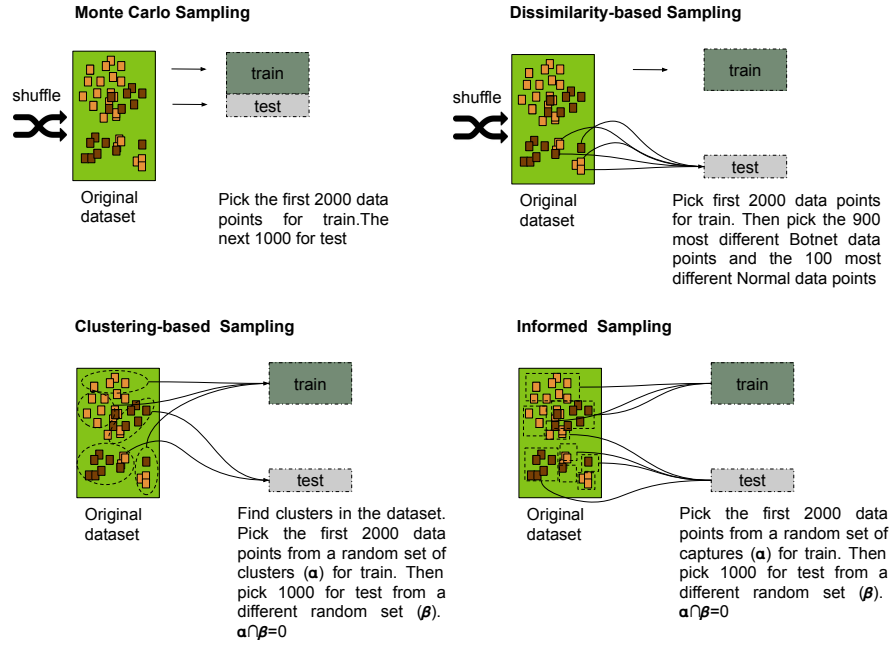 Monte Carlo Sampling
shuffle
train
test
Original
dataset
Pick the first 2000 data
points for train.The
next 1000 for test
Dissimilarity-based Sampling
shuffle
train
test
Original
dataset
Pick first 2000 data points
for train. Then pick the 900
most different Botnet data
points and the 100 most
different Normal data points
Clustering-based Sampling
train
test
Original
dataset
Find clusters in the dataset.
Pick the first 2000 data
points from a random set of
clusters (α) for train. Then
pick 1000 for test from a
different random set (β).
α∩β=0
Informed Sampling
train
test
Original
dataset
Pick the first 2000 data
points from a random set of
captures (α) for train. Then
pick 1000 for test from a
different random set (β).
α∩β=0